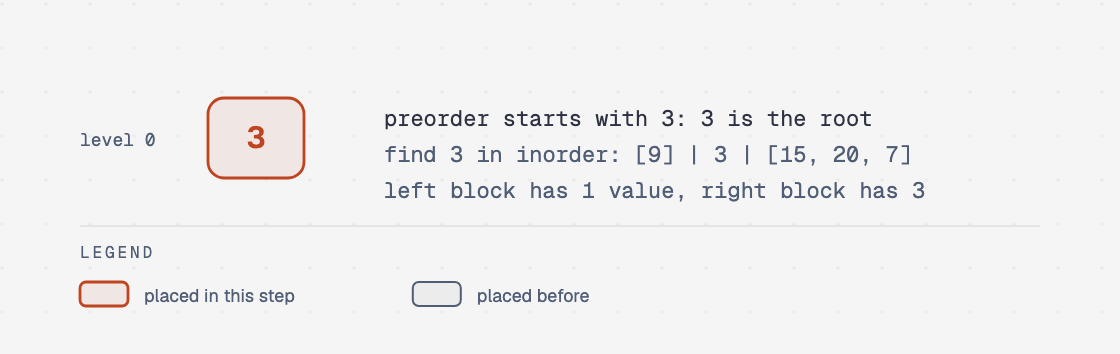 level 0
3
preorder starts with 3: 3 is the root
find 3 in inorder: [9] | 3 | [15, 20, 7]
left block has 1 value, right block has 3
LEGEND
placed in this step
placed before